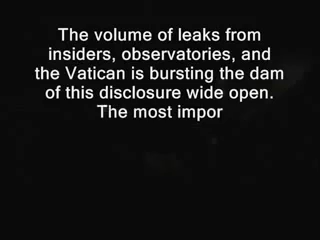 The volume of leaks from
insiders, observatories, and
the Vatican is bursting the dam
of this disclosure wide open.
The most impor